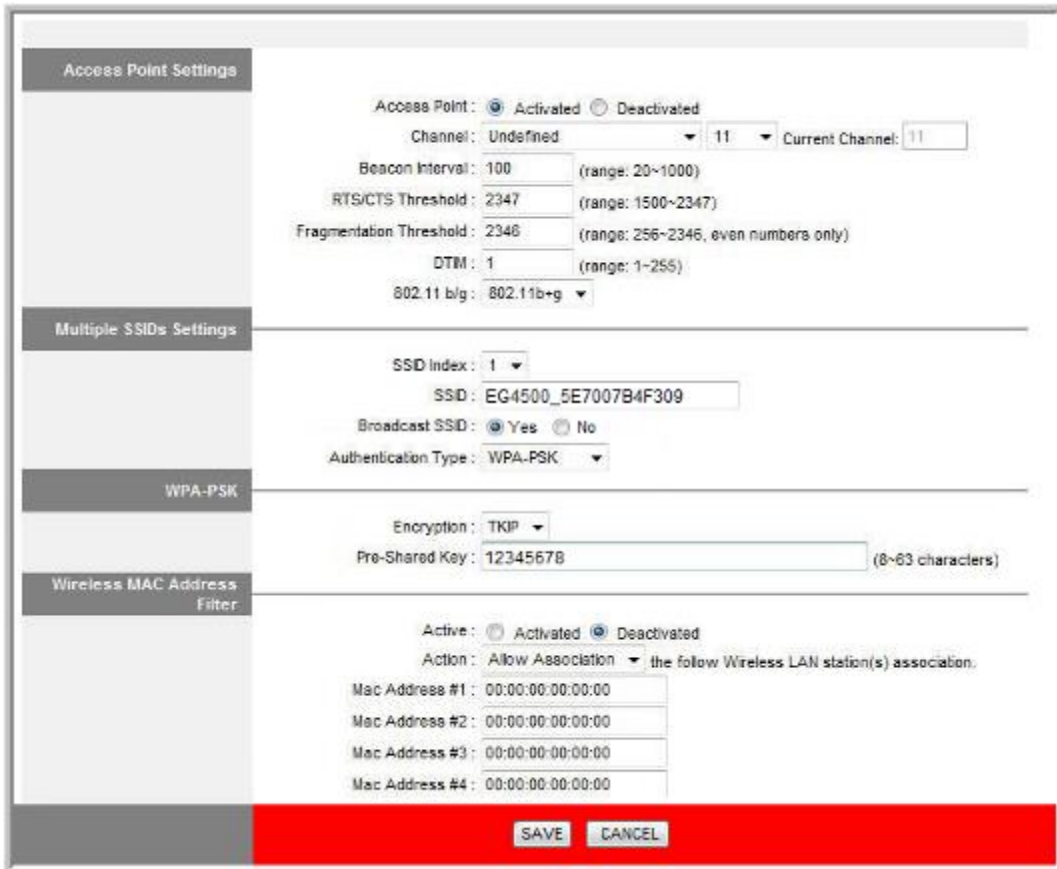 Access Point Settings
Access Point : Activated Deactivated
Channel : Undefined 11 Current Channel: 11
Beacon Interval : 100 (range: 20~1000)
RTS/CTS Threshold : 2347 (range: 1500~2347)
Fragmentation Threshold : 2346 (range: 256~2346, even numbers only)
DTIM : 1 (range: 1~255)
802.11 b/g : 802.11b+g
Multiple SSIDs Settings
SSID Index : 1
SSID : EG4500_5E7007B4F309
Broadcast SSID : Yes No
Authentication Type : WPA-PSK
WPA-PSK
Encryption : TKIP
Pre-Shared Key : 12345678 (8~63 characters)
Wireless MAC Address
Filter
Active : Activated Deactivated
Action : Allow Association the follow Wireless LAN station(s) association.
Mac Address #1 : 00:00:00:00:00:00
Mac Address #2 : 00:00:00:00:00:00
Mac Address #3 : 00:00:00:00:00:00
Mac Address #4 : 00:00:00:00:00:00
SAVE CANCEL